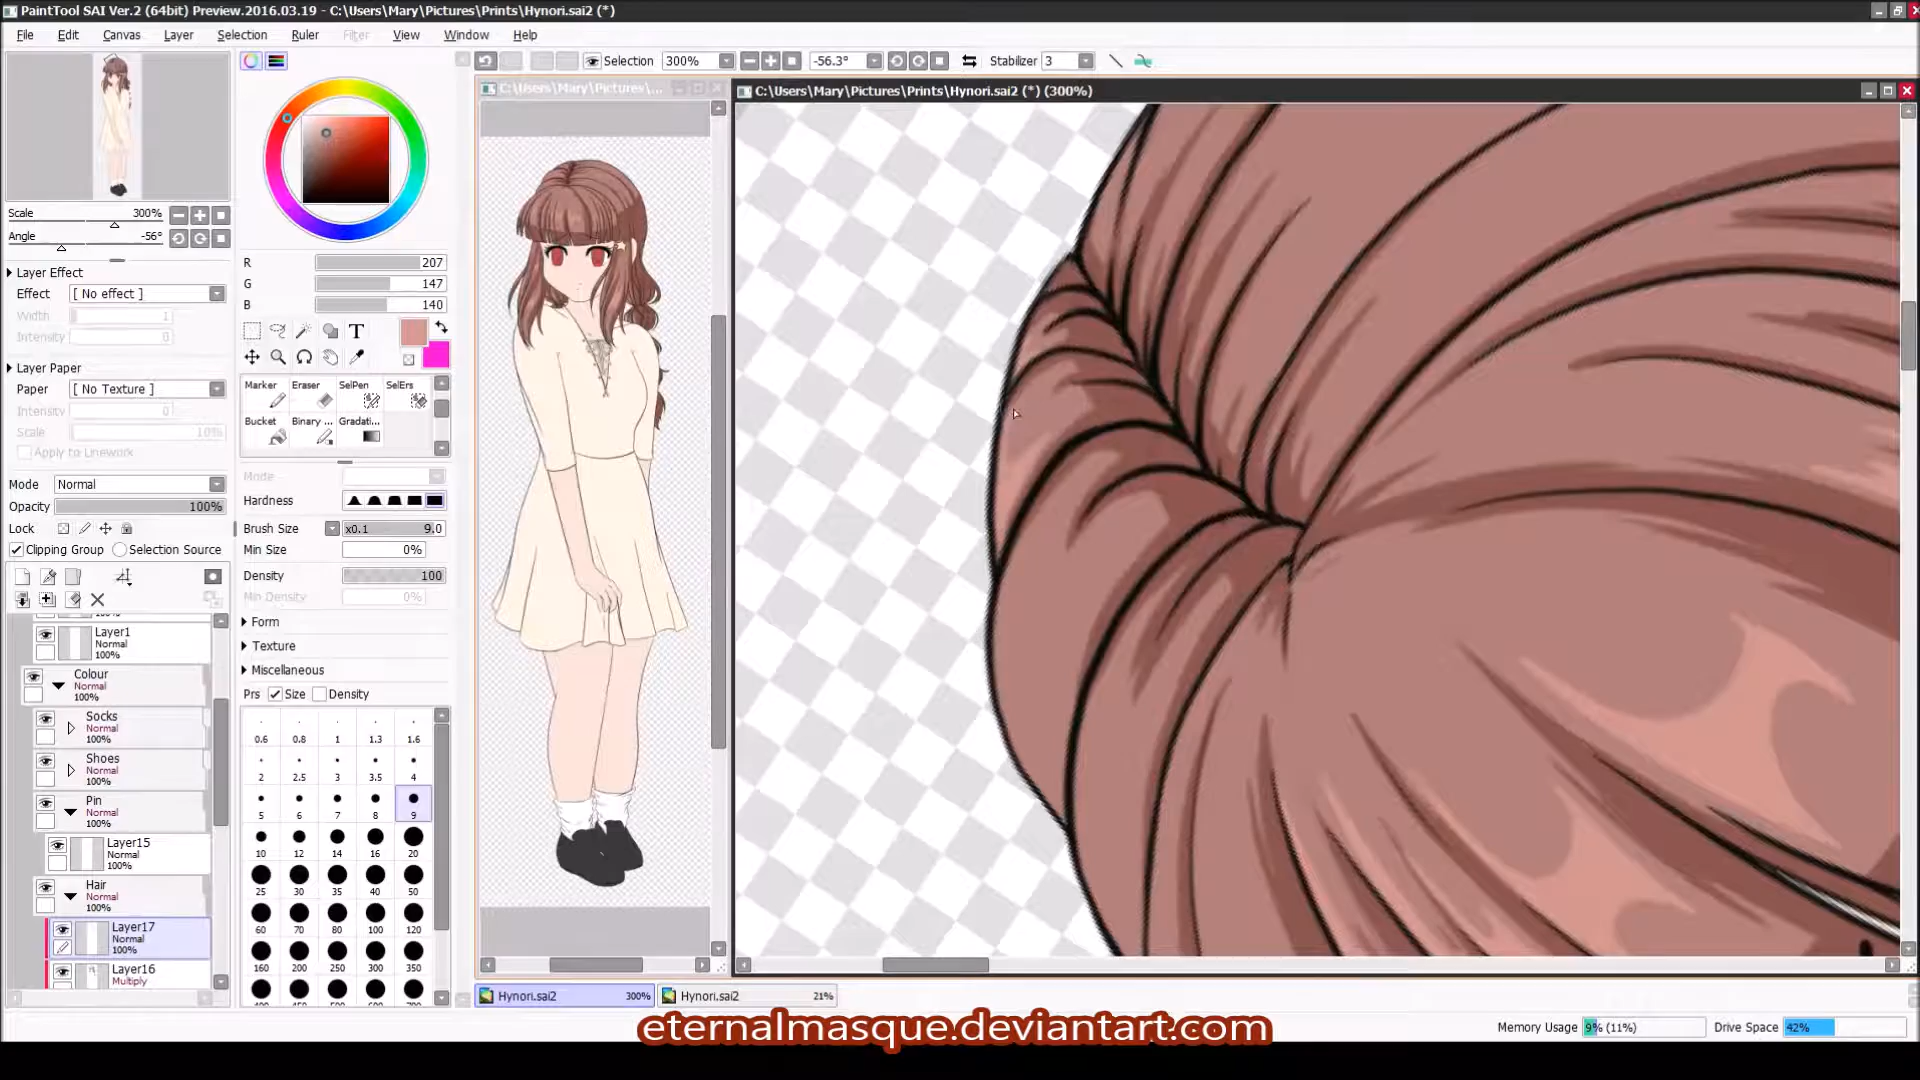 PaintTool SAI Ver.2 (64bit) Preview.2016.03.19 - C:\Users\Mary\Pictures\Prints\Hynori.sai2 (*)
File Edit Canvas Layer Selection Ruler Filter View Window Help
Selection 300% -56.3° Stabilizer 3
C:\Users\Mary\Pictures\...
C:\Users\Mary\Pictures\Prints\Hynori.sai2 (*) (300%)
Scale 300%
Angle -56°
Layer Effect
Effect [ No effect ]
Width 1
Intensity 0
Layer Paper
Paper [ No Texture ]
Intensity 0
Scale 10%
Apply to Linework
Mode Normal
Opacity 100%
Lock
Clipping Group Selection Source
Layer1
Normal
100%
Colour
Normal
100%
Socks
Normal
100%
Shoes
Normal
100%
Pin
Normal
100%
Layer15
Normal
100%
Hair
Normal
100%
Layer17
Normal
100%
Layer16
Multiply
R 207
G 147
B 140
T
Marker Eraser SelPen SelErs
Bucket Binary ... Gradati...
Mode
Hardness
Brush Size x0.1 9.0
Min Size 0%
Density 100
Min Density 0%
Form
Texture
Miscellaneous
Prs Size Density
0.6 0.8 1 1.3 1.6
2 2.5 3 3.5 4
5 6 7 8 9
10 12 14 16 20
25 30 35 40 50
60 70 80 100 120
160 200 250 300 350
Hynori.sai2 300% Hynori.sai2 21%
eternalmasque.deviantart.com
Memory Usage 9% (11%) Drive Space 42%